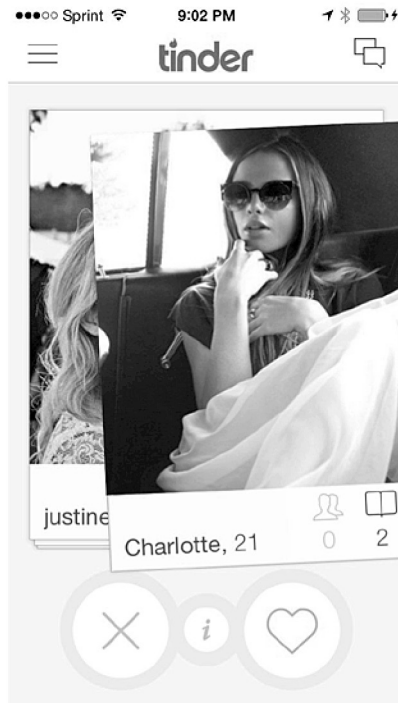 Sprint 9:02 PM
tinder
justine
Charlotte, 21
0
2
i